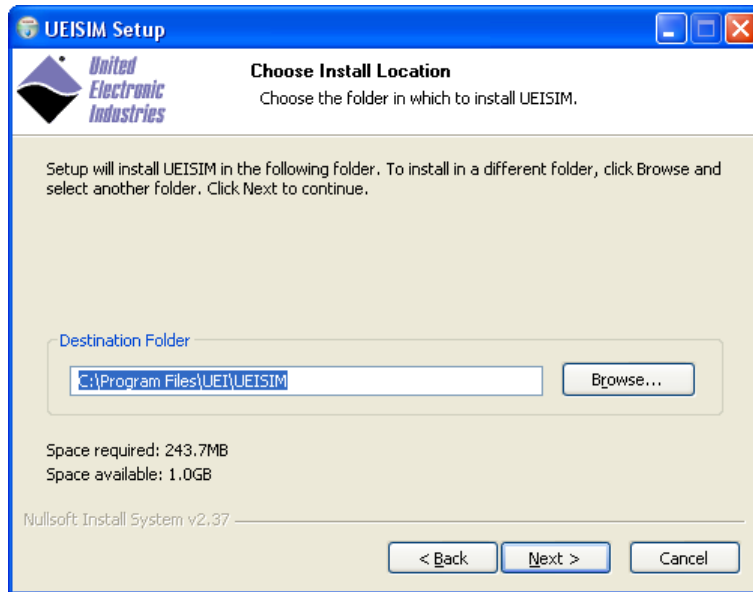 UEISIM Setup
United
Electronic
Industries
Choose Install Location
Choose the folder in which to install UEISIM.
Setup will install UEISIM in the following folder. To install in a different folder, click Browse and
select another folder. Click Next to continue.
Destination Folder
C:\Program Files\UEI\UEISIM
Browse...
Space required: 243.7MB
Space available: 1.0GB
Nullsoft Install System v2.37
< Back
Next >
Cancel